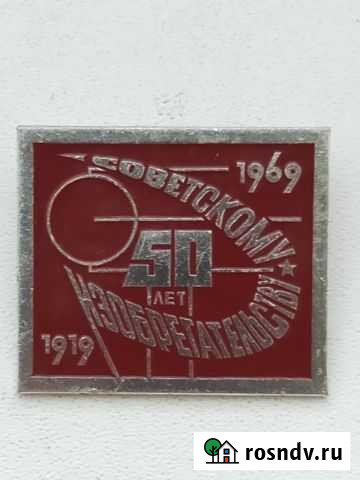 1969
СОВЕТСКОМУ
50
ЛЕТ
ИЗОБРЕТАТЕЛЬСТВУ
1919
rosndv.ru